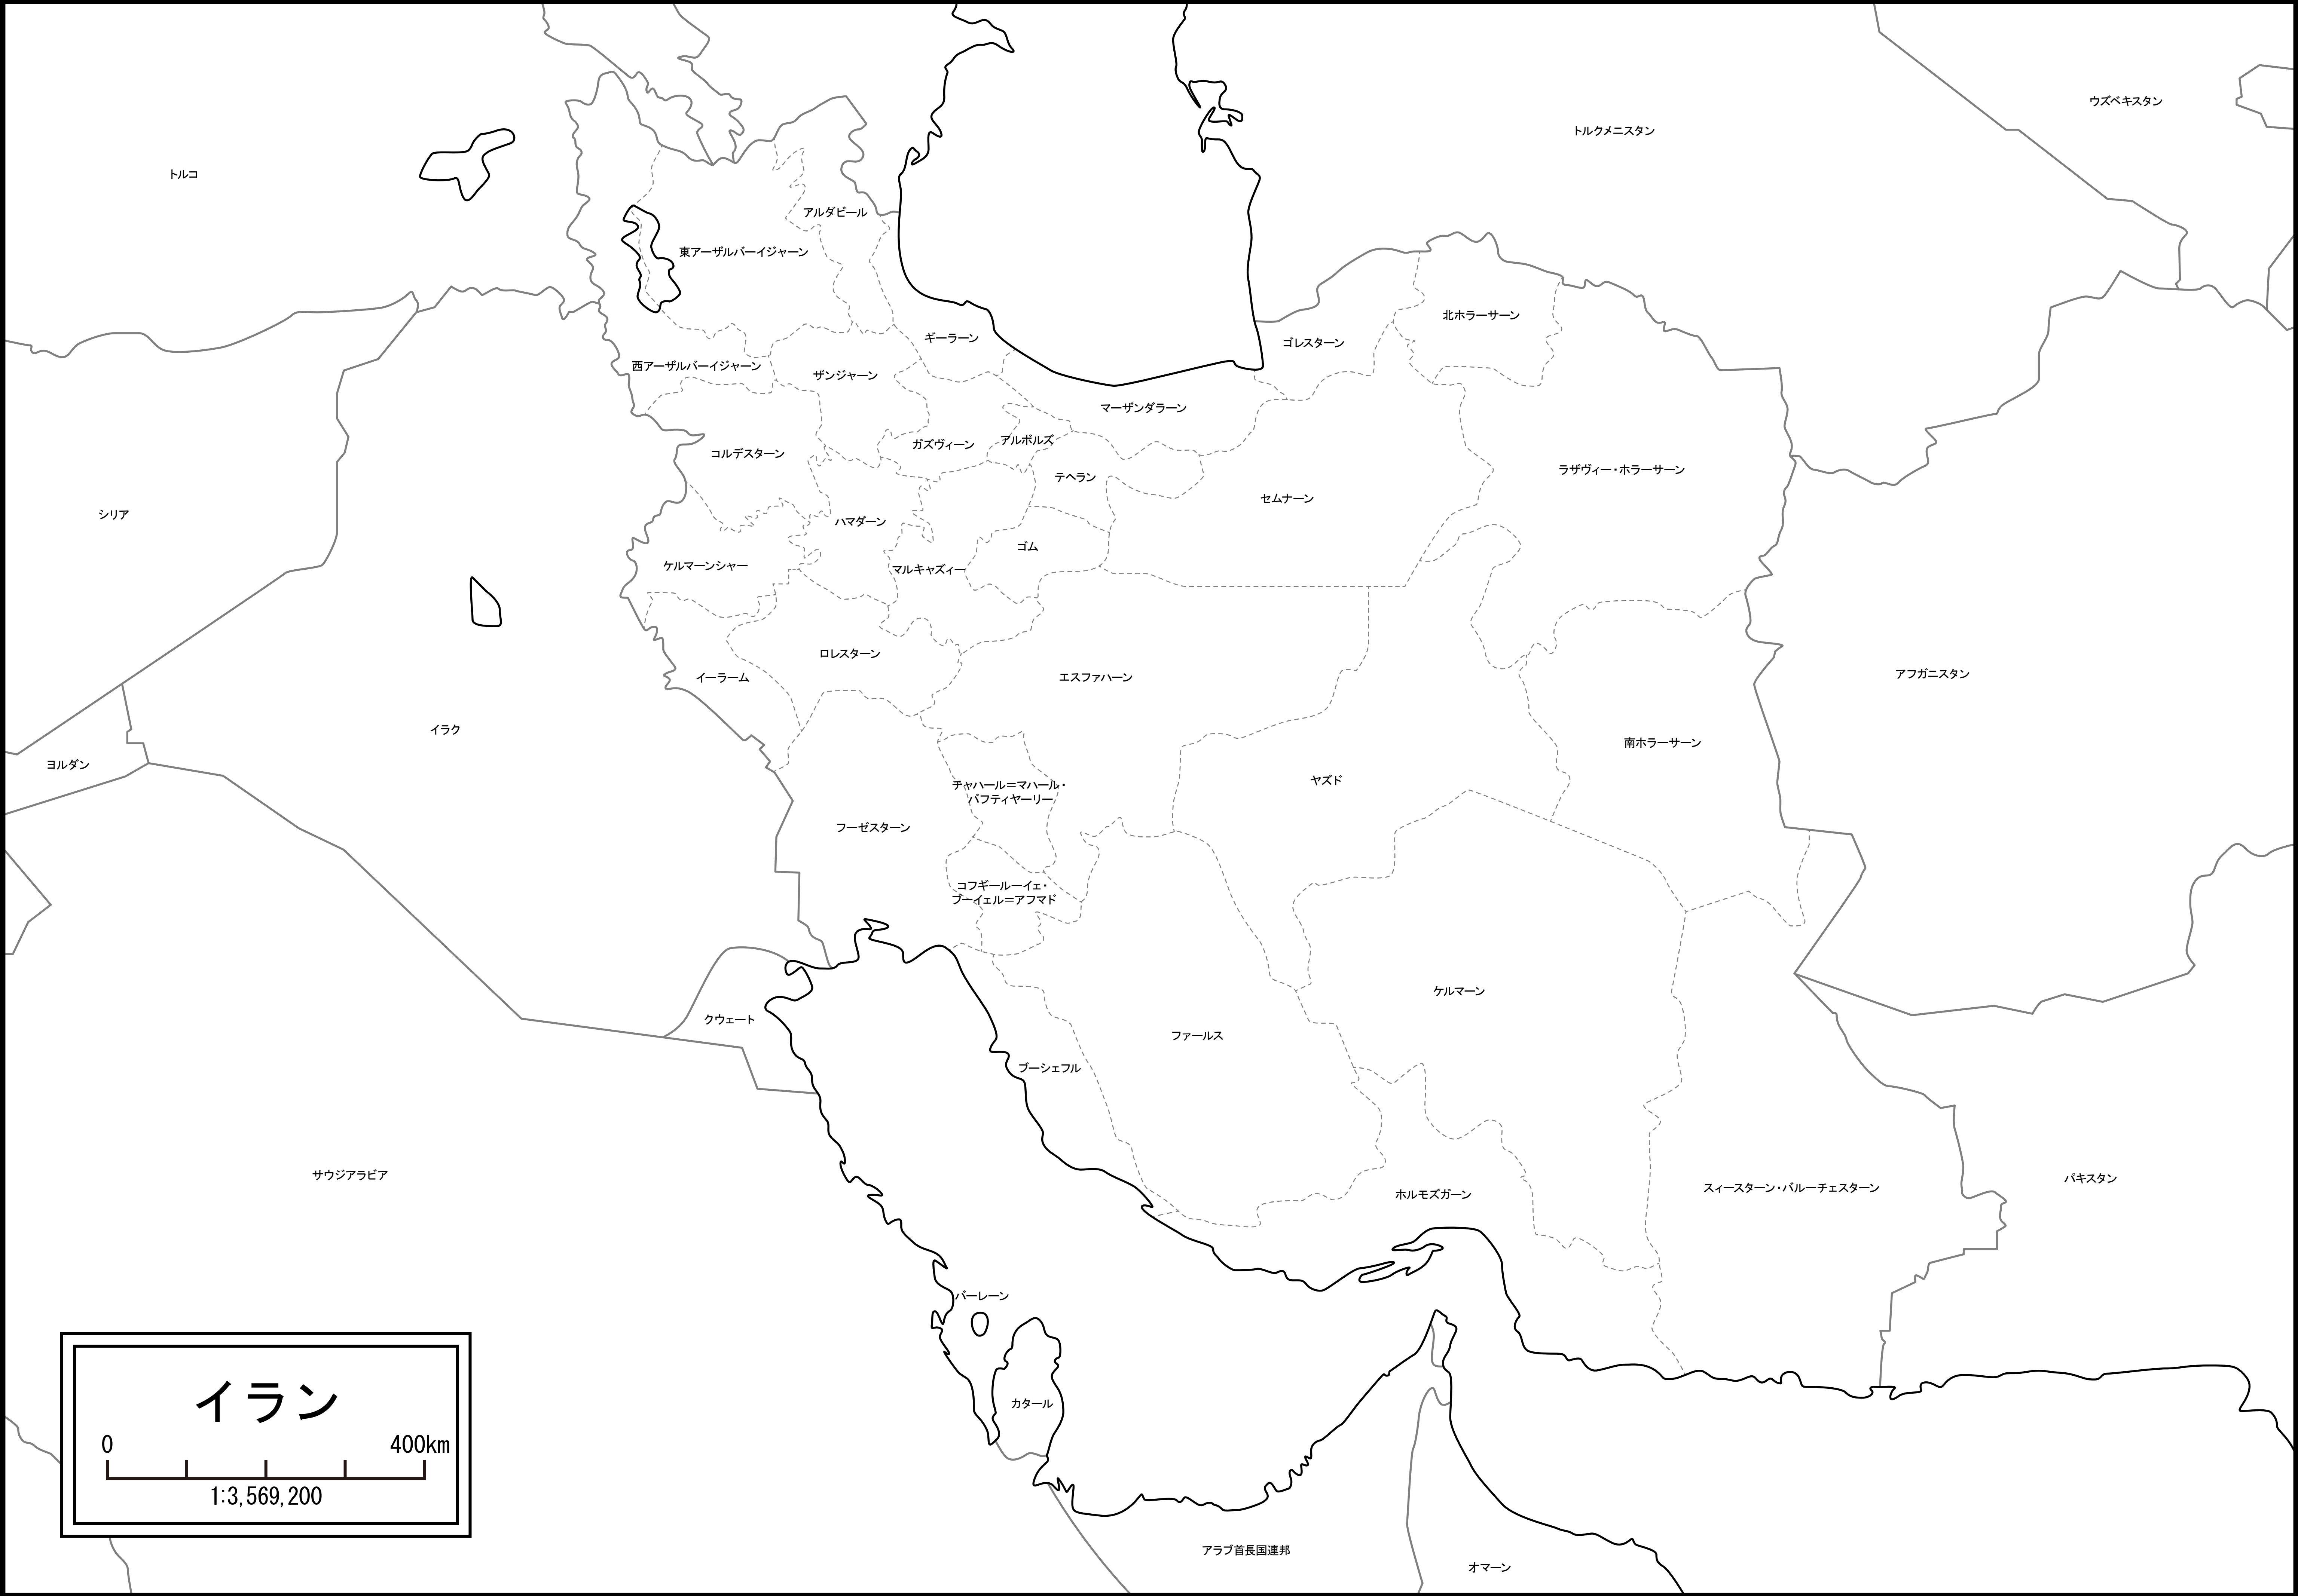 ウズベキスタン
トルクメニスタン
トルコ
アルダビール
東アーザルバーイジャーン
北ホラーサーン
ギーラーン
ゴレスターン
西アーザルバーイジャーン
ザンジャーン
マーザンダラーン
アルボルズ
ガズヴィーン
コルデスターン
ラザヴィー・ホラーサーン
テヘラン
セムナーン
シリア
ハマダーン
ゴム
ケルマーンシャー
マルキャズィー
ロレスターン
アフガニスタン
イーラーム
エスファハーン
イラク
南ホラーサーン
ヨルダン
ヤズド
チャハール＝マハール・
バフティヤーリー
フーゼスターン
コフギールーイェ・
ブーイェル＝アフマド
ケルマーン
クウェート
ファールス
ブーシェフル
サウジアラビア
パキスタン
スィースターン・バルーチェスターン
ホルモズガーン
バーレーン
カタール
イラン
0 400km
1:3,569,200
アラブ首長国連邦
オマーン